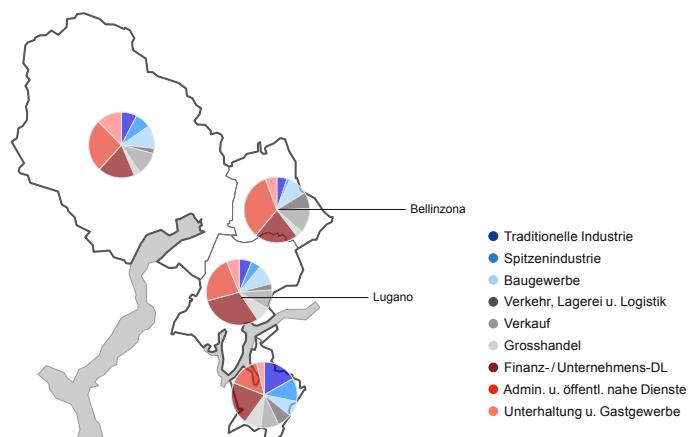 Bellinzona
Lugano
Traditionelle Industrie
Spitzenindustrie
Baugewerbe
Verkehr, Lagerei u. Logistik
Verkauf
Grosshandel
Finanz-/Unternehmens-DL
Admin. u. öffentl. nahe Dienste
Unterhaltung u. Gastgewerbe